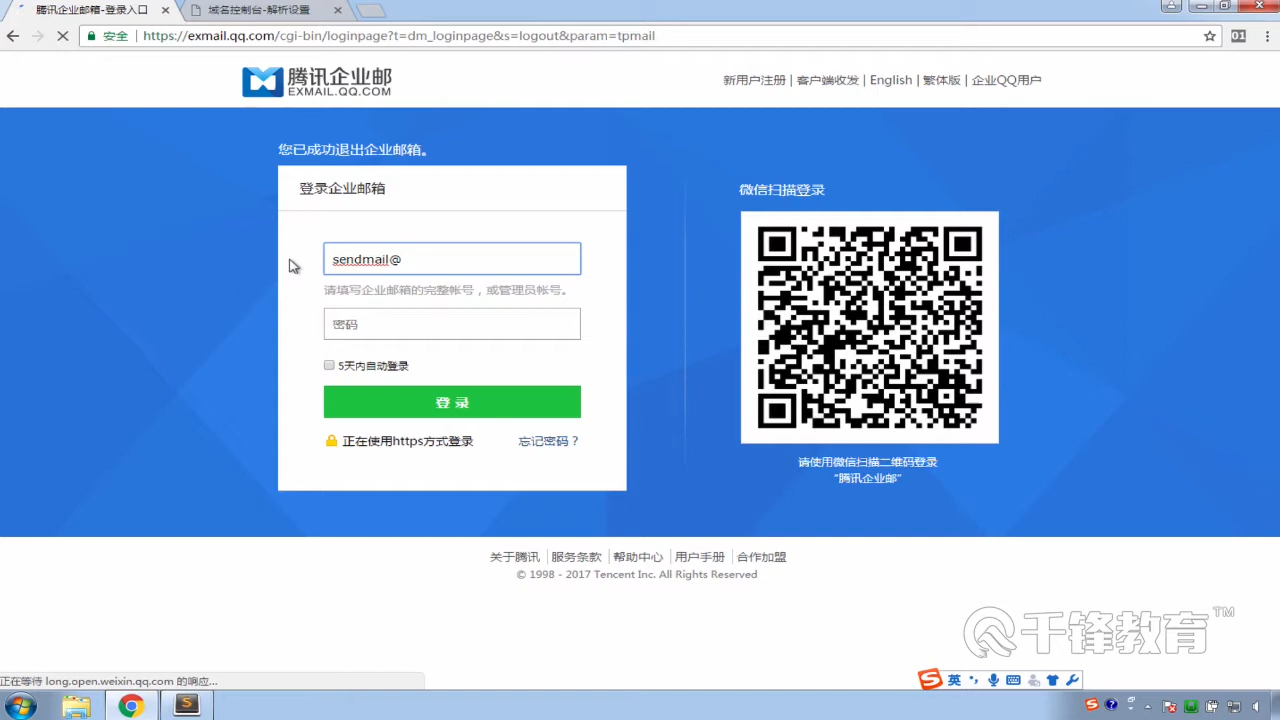 腾讯企业邮箱-登录入口
域名控制台-解析设置
安全 https://exmail.qq.com/cgi-bin/loginpage?t=dm_loginpage&s=logout&param=tpmail
01
腾讯企业邮
EXMAIL.QQ.COM
新用户注册 | 客户端收发 | English | 繁体版 | 企业QQ用户
您已成功退出企业邮箱。
登录企业邮箱
sendmail@
请填写企业邮箱的完整帐号，或管理员帐号。
密码
5天内自动登录
登 录
正在使用https方式登录
忘记密码？
微信扫描登录
请使用微信扫描二维码登录
“腾讯企业邮”
关于腾讯 | 服务条款 | 帮助中心 | 用户手册 | 合作加盟
© 1998 - 2017 Tencent Inc. All Rights Reserved
千锋教育 TM
正在等待 long.open.weixin.qq.com 的响应...
英